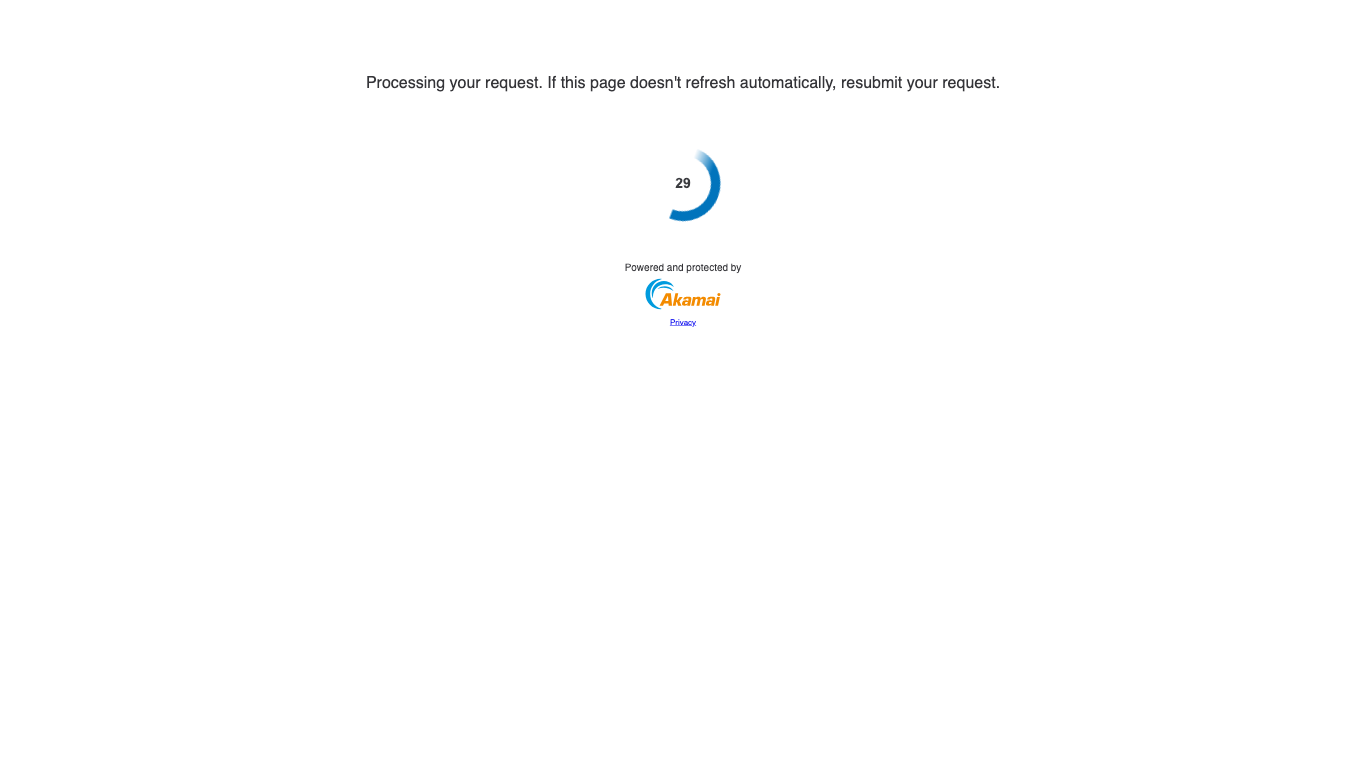 Processing your request. If this page doesn't refresh automatically, resubmit your request.
29
Powered and protected by
Akamai
Privacy